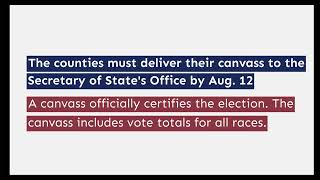 The counties must deliver their canvass to the
Secretary of State's Office by Aug. 12
A canvass officially certifies the election. The
canvass includes vote totals for all races.